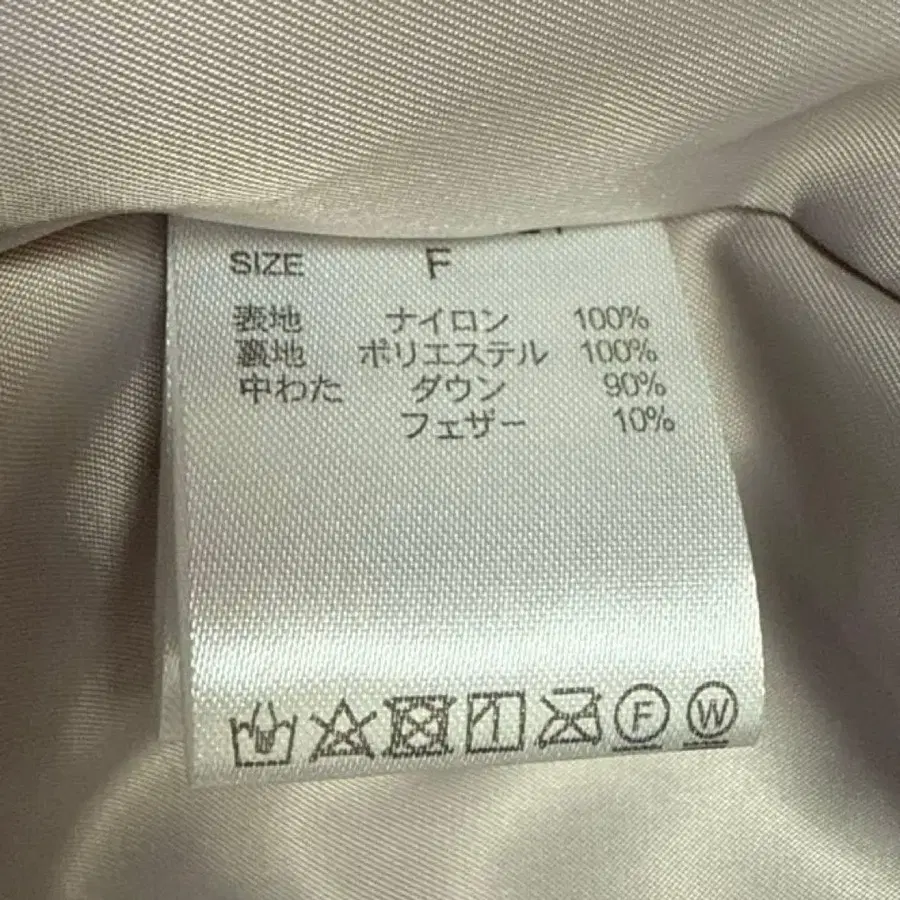 SIZE F
表地 ナイロン 100%
裏地 ポリエステル 100%
中わた ダウン 90%
フェザー 10%
F W